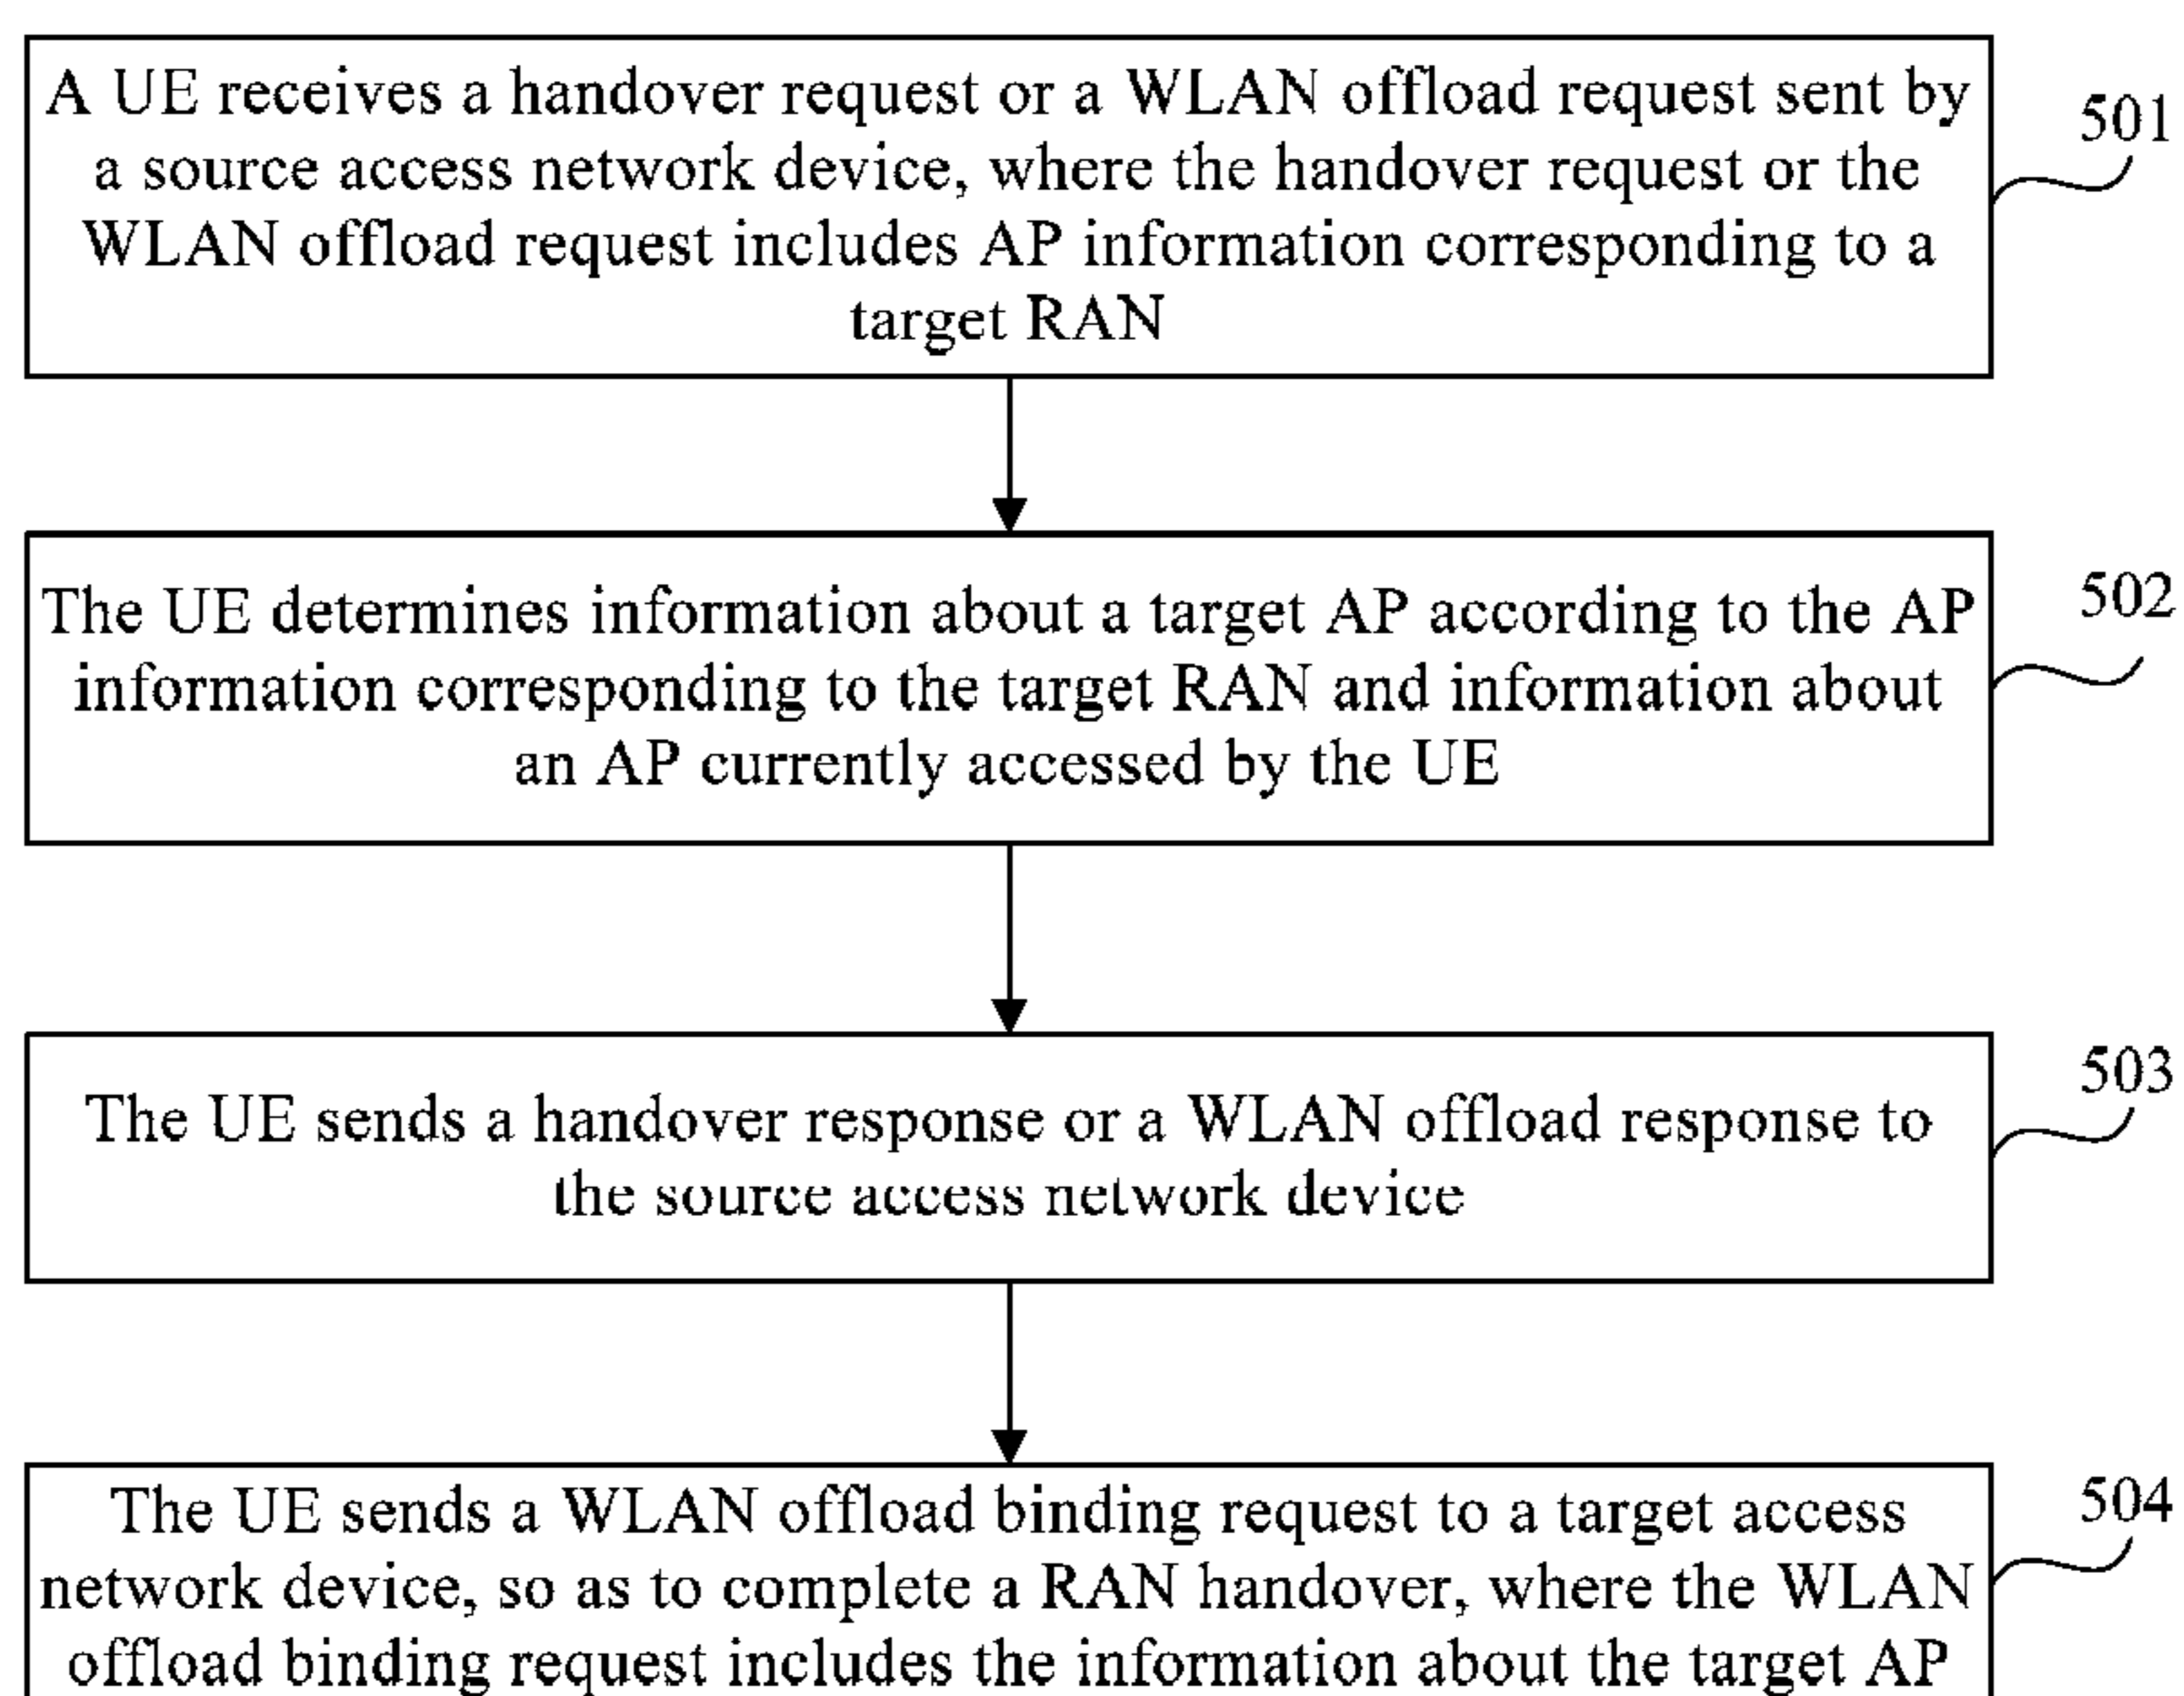 A UE receives a handover request or a WLAN offload request sent by
a source access network device, where the handover request or the
WLAN offload request includes AP information corresponding to a
target RAN
501
The UE determines information about a target AP according to the AP
information corresponding to the target RAN and information about
an AP currently accessed by the UE
502
The UE sends a handover response or a WLAN offload response to
the source access network device
503
The UE sends a WLAN offload binding request to a target access
network device, so as to complete a RAN handover, where the WLAN
offload binding request includes the information about the target AP
504